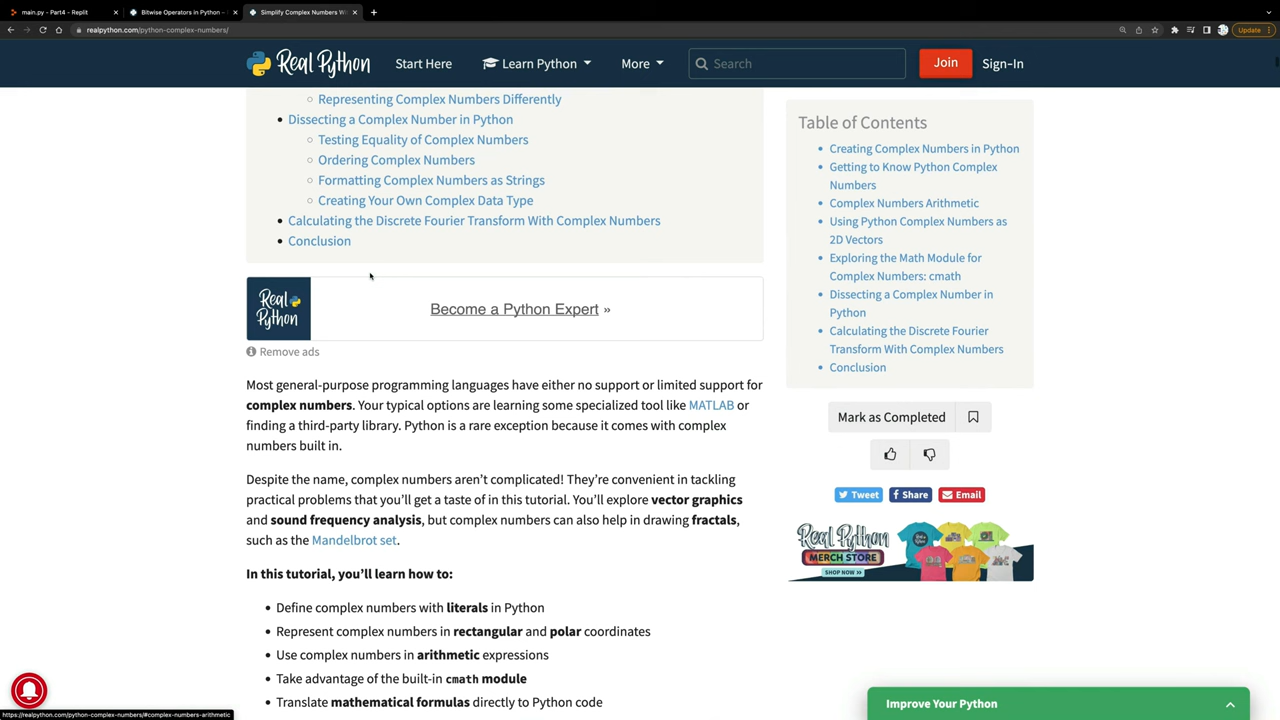 main.py - Part4 - Replit
Bitwise Operators in Python -
Simplify Complex Numbers Wi
realpython.com/python-complex-numbers/
Update
Real Python
Start Here
Learn Python
More
Search
Join
Sign-In
Representing Complex Numbers Differently
Dissecting a Complex Number in Python
Testing Equality of Complex Numbers
Ordering Complex Numbers
Formatting Complex Numbers as Strings
Creating Your Own Complex Data Type
Calculating the Discrete Fourier Transform With Complex Numbers
Conclusion
Real
Python
Become a Python Expert »
Remove ads
Most general-purpose programming languages have either no support or limited support for
complex numbers. Your typical options are learning some specialized tool like MATLAB or
finding a third-party library. Python is a rare exception because it comes with complex
numbers built in.
Despite the name, complex numbers aren’t complicated! They’re convenient in tackling
practical problems that you’ll get a taste of in this tutorial. You’ll explore vector graphics
and sound frequency analysis, but complex numbers can also help in drawing fractals,
such as the Mandelbrot set.
In this tutorial, you’ll learn how to:
Define complex numbers with literals in Python
Represent complex numbers in rectangular and polar coordinates
Use complex numbers in arithmetic expressions
Take advantage of the built-in cmath module
Translate mathematical formulas directly to Python code
Table of Contents
Creating Complex Numbers in Python
Getting to Know Python Complex
Numbers
Complex Numbers Arithmetic
Using Python Complex Numbers as
2D Vectors
Exploring the Math Module for
Complex Numbers: cmath
Dissecting a Complex Number in
Python
Calculating the Discrete Fourier
Transform With Complex Numbers
Conclusion
Mark as Completed
Tweet
Share
Email
Real Python
MERCH STORE
SHOP NOW >>
Improve Your Python
https://realpython.com/python-complex-numbers/#complex-numbers-arithmetic